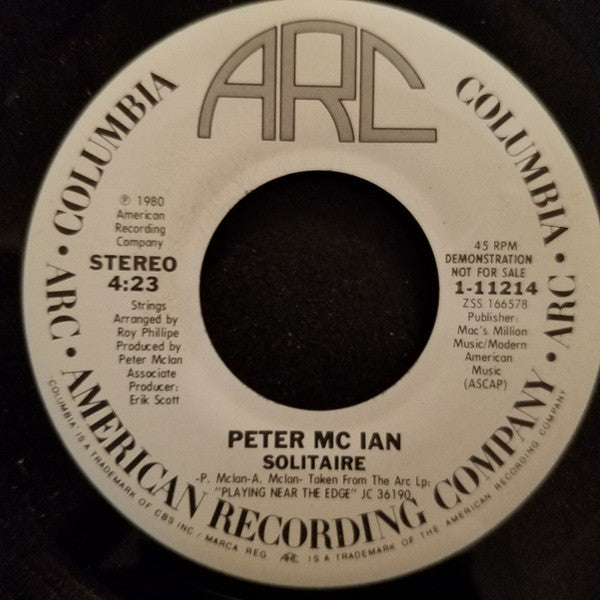 ARC
COLUMBIA • ARC • AMERICAN RECORDING COMPANY • ARC • COLUMBIA
℗ 1980
American
Recording
Company
STEREO
4:23
Strings
Arranged by
Roy Phillipe
Produced by
Peter McIan
Associate
Producer:
Erik Scott
45 RPM
DEMONSTRATION
NOT FOR SALE
1-11214
ZSS 166578
Publisher:
Mac's Million
Music/Modern
American
Music
(ASCAP)
PETER MC IAN
SOLITAIRE
-P. McIan-A. McIan- Taken From The Arc Lp:
"PLAYING NEAR THE EDGE" JC 36190
COLUMBIA IS A TRADEMARK OF CBS INC / MARCA REG ARC IS A TRADEMARK OF THE AMERICAN RECORDING COMPANY